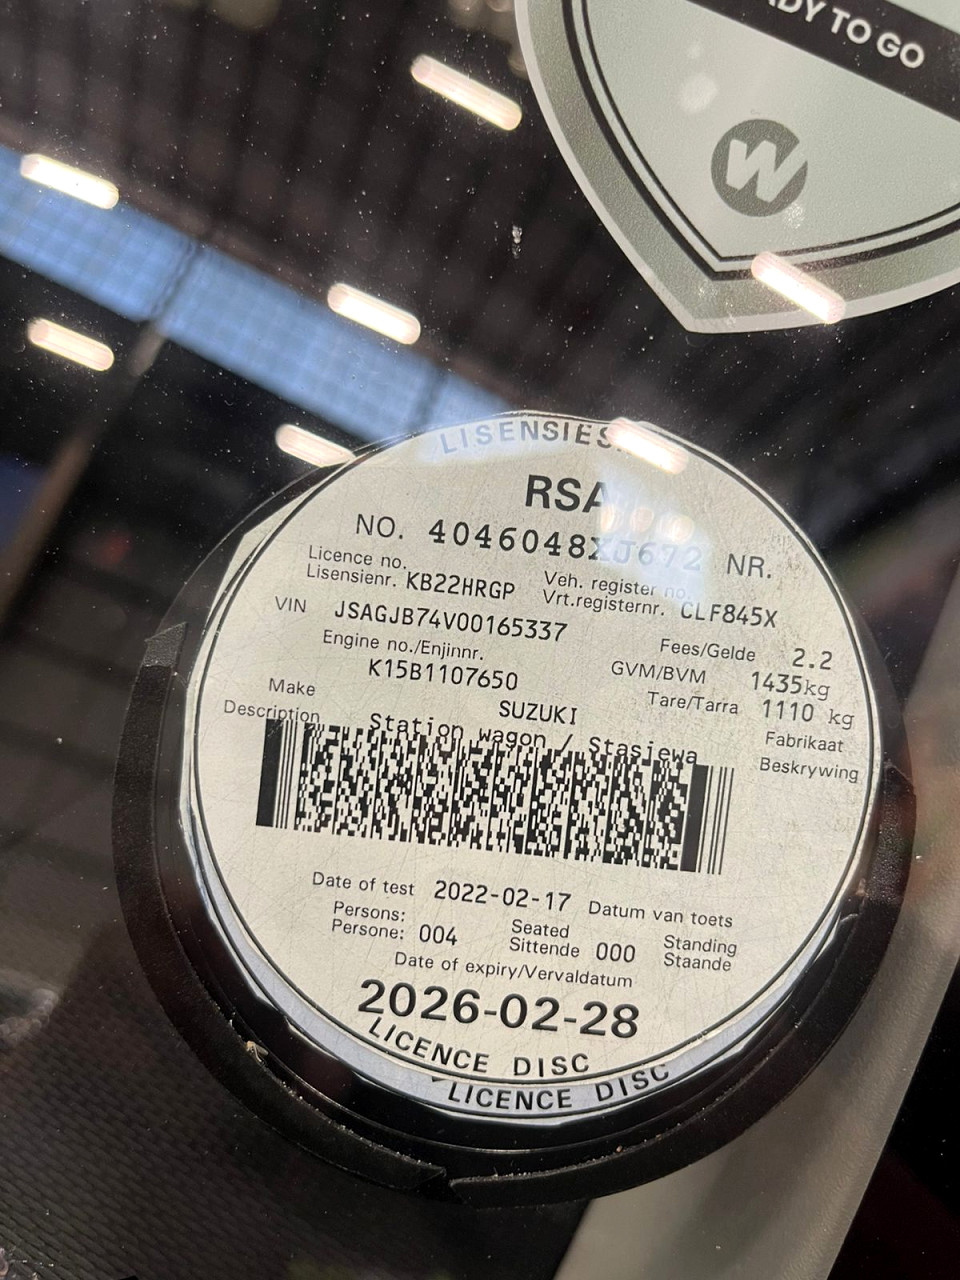 DY TO GO
W
LISENSIES
RSA
NO. 4046048XJ672 NR.
Licence no.
Lisensienr. KB22HRGP
Veh. register no.
Vrt.registernr. CLF845X
VIN JSAGJB74V00165337
Fees/Gelde 2.2
Engine no./Enjinnr.
K15B1107650
GVM/BVM 1435kg
Tare/Tarra 1110 kg
Make SUZUKI Fabrikaat
Description Station wagon / Stasiewa Beskrywing
Date of test 2022-02-17 Datum van toets
Persons:
Persone: 004
Seated
Sittende 000
Standing
Staande
Date of expiry/Vervaldatum
2026-02-28
LICENCE DISC
LICENCE DISC